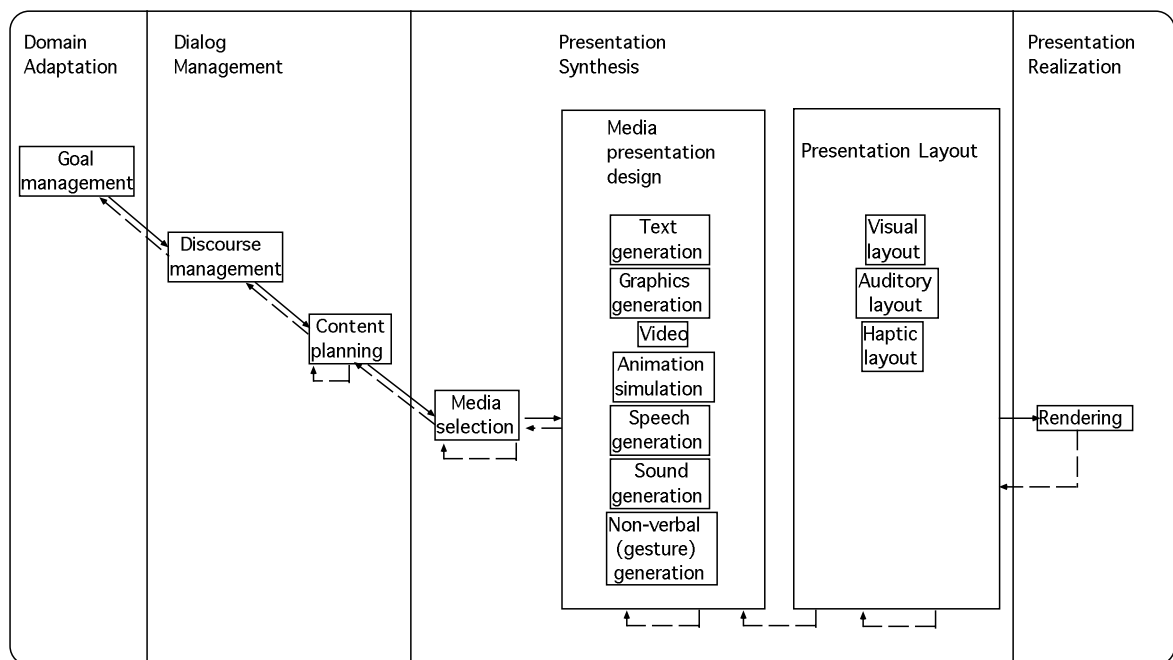 Domain
Adaptation
Dialog
Management
Presentation
Synthesis
Presentation
Realization
Goal
management
Discourse
management
Content
planning
Media
selection
Media
presentation
design
Text
generation
Graphics
generation
Video
Animation
simulation
Speech
generation
Sound
generation
Non-verbal
(gesture)
generation
Presentation Layout
Visual
layout
Auditory
layout
Haptic
layout
Rendering